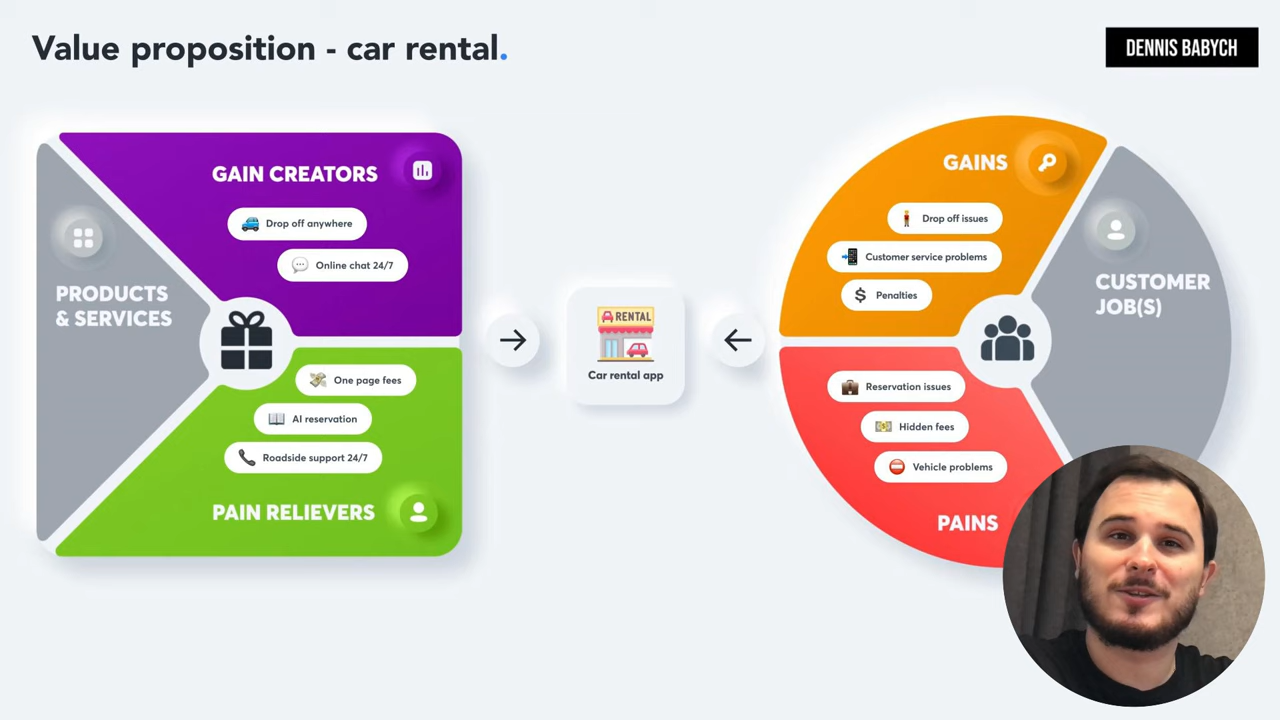 Value proposition - car rental.
DENNIS BABYCH
GAIN CREATORS
Drop off anywhere
Online chat 24/7
PRODUCTS
& SERVICES
One page fees
AI reservation
Roadside support 24/7
PAIN RELIEVERS
RENTAL
Car rental app
GAINS
Drop off issues
Customer service problems
$ Penalties
CUSTOMER
JOB(S)
Reservation issues
Hidden fees
Vehicle problems
PAINS